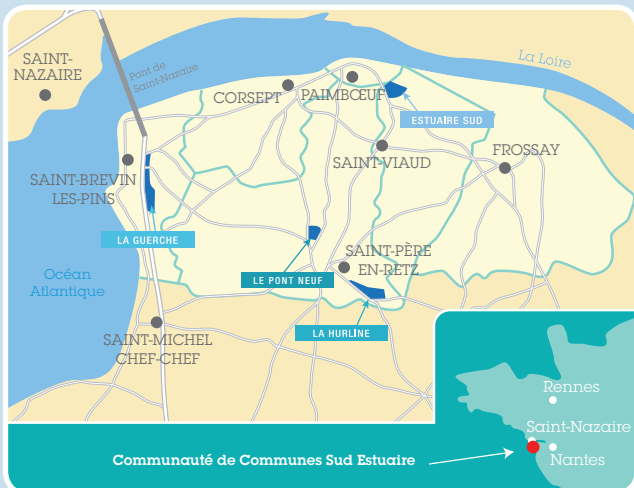 SAINT-
NAZAIRE
Pont de
Saint-Nazaire
La Loire
CORSEPT
PAIMBŒUF
ESTUAIRE SUD
SAINT-VIAUD
FROSSAY
SAINT-BREVIN
LES-PINS
LA GUERCHE
SAINT-PÈRE
EN-RETZ
LE PONT NEUF
Océan
Atlantique
LA HURLINE
SAINT-MICHEL
CHEF-CHEF
Rennes
Saint-Nazaire
Nantes
Communauté de Communes Sud Estuaire